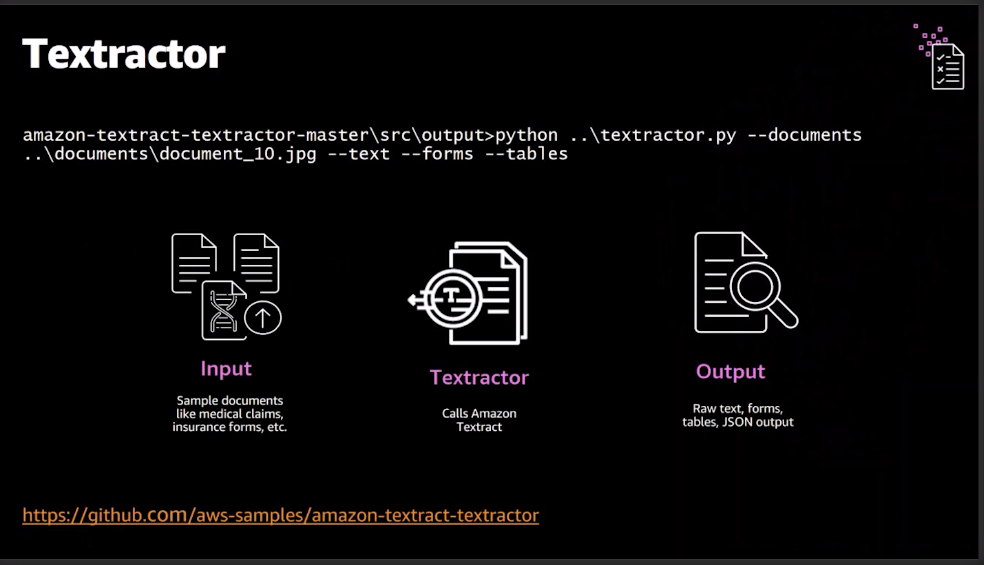 Textractor
amazon-textract-textractor-master\src\output>python ..\textractor.py --documents
..\documents\document_10.jpg --text --forms --tables
Input
Sample documents
like medical claims,
insurance forms, etc.
Textractor
Calls Amazon
Textract
Output
Raw text, forms,
tables, JSON output
https://github.com/aws-samples/amazon-textract-textractor